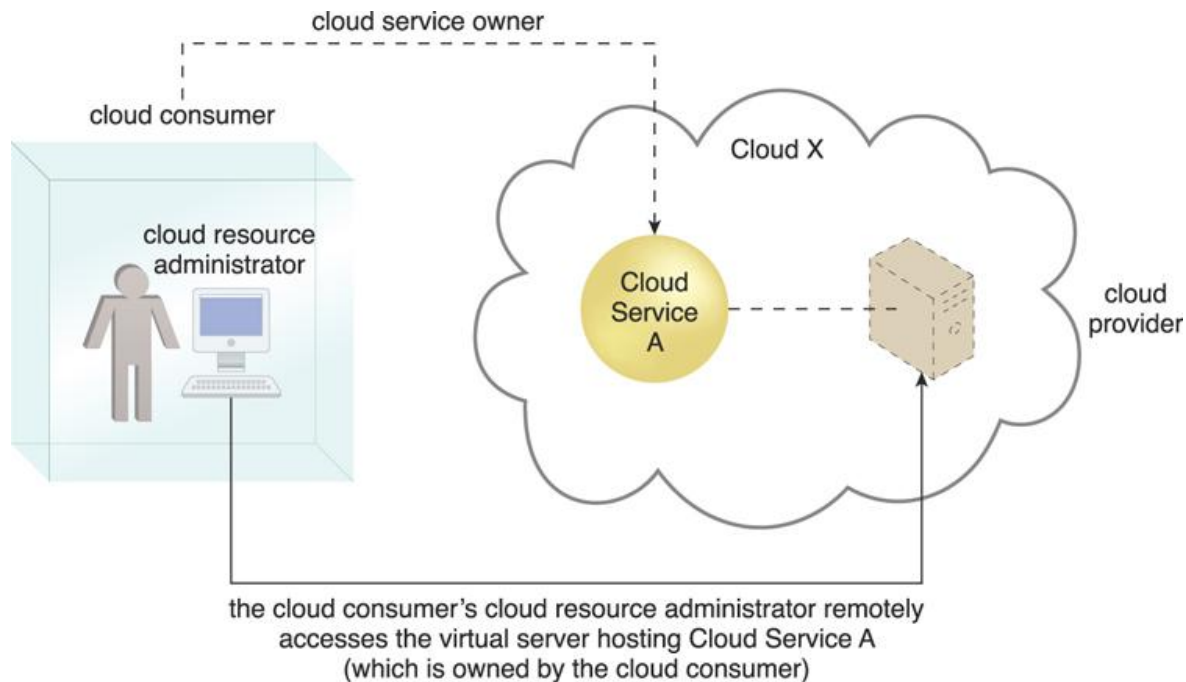 cloud service owner
cloud consumer
cloud resource
administrator
Cloud X
Cloud
Service
A
cloud
provider
the cloud consumer’s cloud resource administrator remotely
accesses the virtual server hosting Cloud Service A
(which is owned by the cloud consumer)